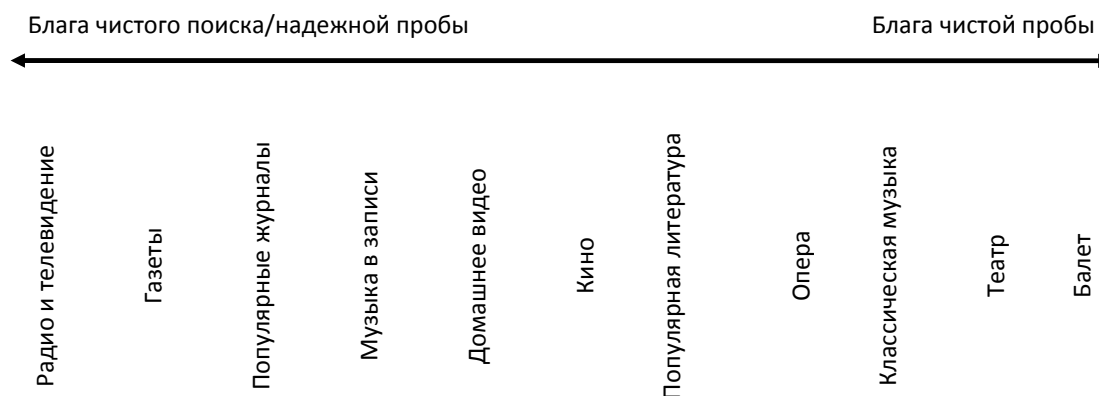 Блага чистого поиска/надежной пробы
Блага чистой пробы
Радио и телевидение
Газеты
Популярные журналы
Музыка в записи
Домашнее видео
Кино
Популярная литература
Опера
Классическая музыка
Театр
Балет